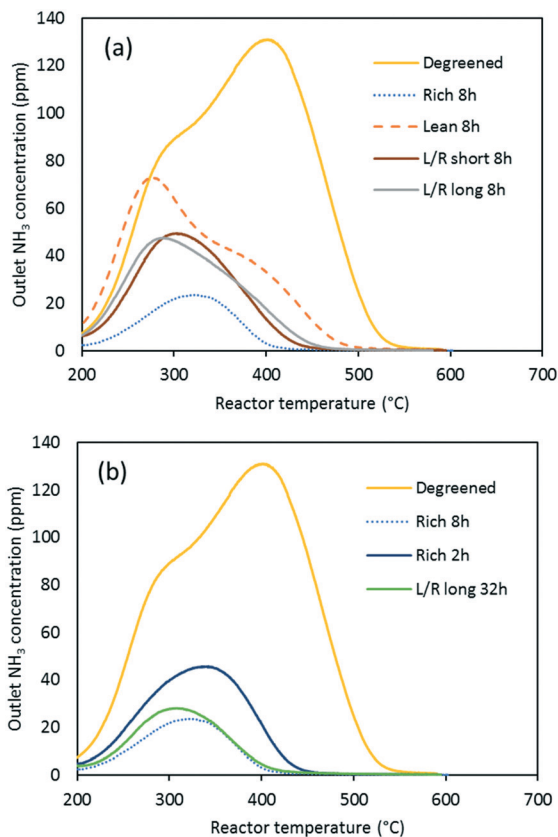 (a)
140
120
100
80
60
40
20
0
Outlet NH₃ concentration (ppm)
Degreened
Rich 8h
Lean 8h
L/R short 8h
L/R long 8h
200 300 400 500 600 700
Reactor temperature (°C)
(b)
140
120
100
80
60
40
20
0
Outlet NH₃ concentration (ppm)
Degreened
Rich 8h
Rich 2h
L/R long 32h
200 300 400 500 600 700
Reactor temperature (°C)